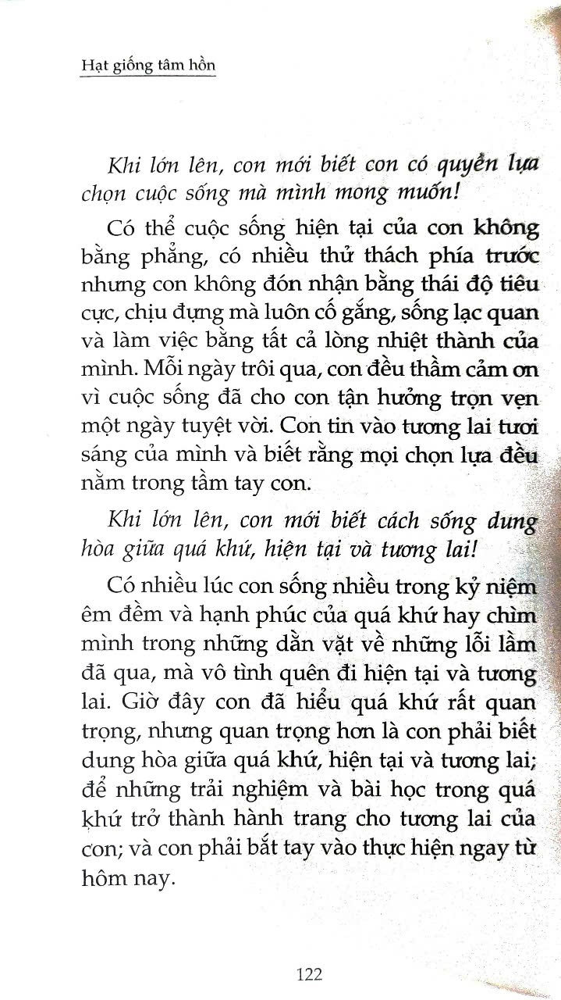 Hạt giống tâm hồn
Khi lớn lên, con mới biết con có quyền lựa
chọn cuộc sống mà mình mong muốn!
Có thể cuộc sống hiện tại của con không
bằng phẳng, có nhiều thử thách phía trước
nhưng con không đón nhận bằng thái độ tiêu
cực, chịu đựng mà luôn cố gắng, sống lạc quan
và làm việc bằng tất cả lòng nhiệt thành của
mình. Mỗi ngày trôi qua, con đều thầm cảm ơn
vì cuộc sống đã cho con tận hưởng trọn vẹn
một ngày tuyệt vời. Con tin vào tương lai tươi
sáng của mình và biết rằng mọi chọn lựa đều
nằm trong tầm tay con.
Khi lớn lên, con mới biết cách sống dung
hòa giữa quá khứ, hiện tại và tương lai!
Có nhiều lúc con sống nhiều trong kỷ niệm
êm đềm và hạnh phúc của quá khứ hay chìm
mình trong những dằn vặt về những lỗi lầm
đã qua, mà vô tình quên đi hiện tại và tương
lai. Giờ đây con đã hiểu quá khứ rất quan
trọng, nhưng quan trọng hơn là con phải biết
dung hòa giữa quá khứ, hiện tại và tương lai;
để những trải nghiệm và bài học trong quá
khứ trở thành hành trang cho tương lai của
con; và con phải bắt tay vào thực hiện ngay từ
hôm nay.
122